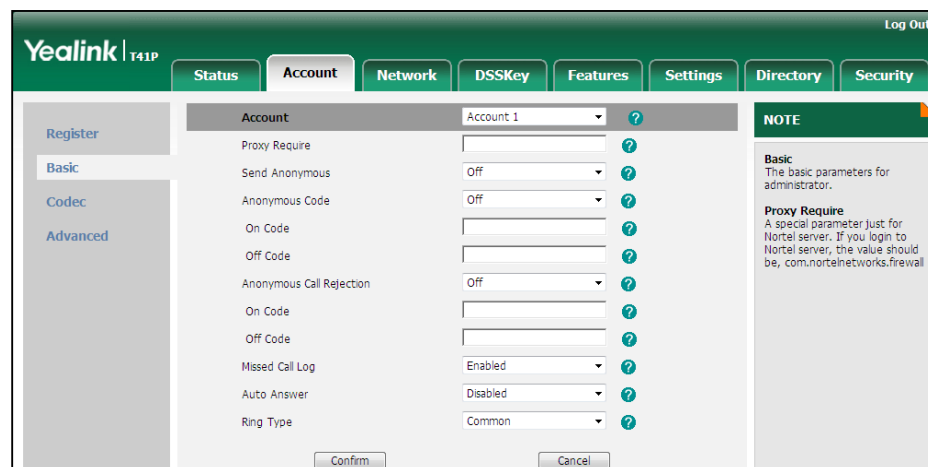 Log Out
Yealink | T41P
Status Account Network DSSKey Features Settings Directory Security
Register
Basic
Codec
Advanced
Account Account 1 ?
Proxy Require ?
Send Anonymous Off ?
Anonymous Code Off ?
On Code ?
Off Code ?
Anonymous Call Rejection Off ?
On Code ?
Off Code ?
Missed Call Log Enabled ?
Auto Answer Disabled ?
Ring Type Common ?
Confirm Cancel
NOTE
Basic
The basic parameters for
administrator.
Proxy Require
A special parameter just for
Nortel server. If you login to
Nortel server, the value should
be, com.nortelnetworks.firewall